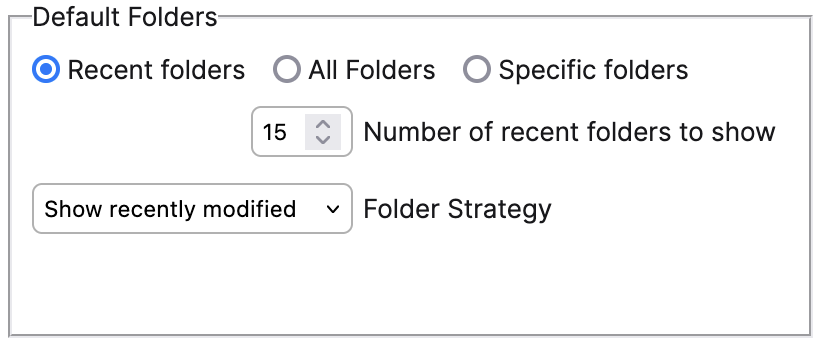 Default Folders
Recent folders All Folders Specific folders
15 Number of recent folders to show
Show recently modified Folder Strategy